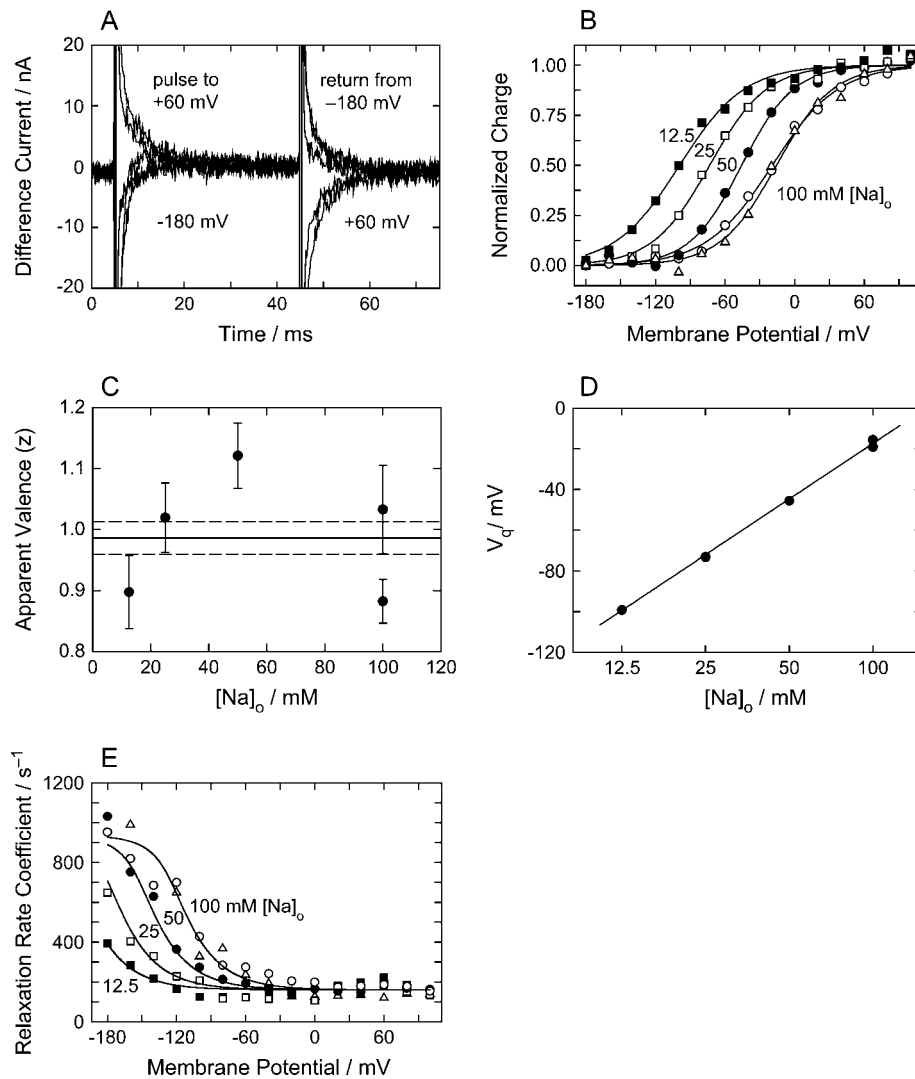 A
20
10
0
-10
-20
Difference Current / nA
pulse to
+60 mV
return from
–180 mV
-180 mV
+60 mV
0
20
40
60
Time / ms
B
1.00
0.75
0.50
0.25
0.00
Normalized Charge
12.5
25
50
100 mM [Na]o
-180
-120
-60
0
60
Membrane Potential / mV
C
1.2
1.1
1.0
0.9
0.8
Apparent Valence (z)
0
20
40
60
80
100
120
[Na]o / mM
D
0
-40
-80
-120
Vq/ mV
12.5
25
50
100
[Na]o / mM
E
1200
800
400
0
Relaxation Rate Coefficient / s–1
100 mM [Na]o
50
25
12.5
-180
-120
-60
0
60
Membrane Potential / mV